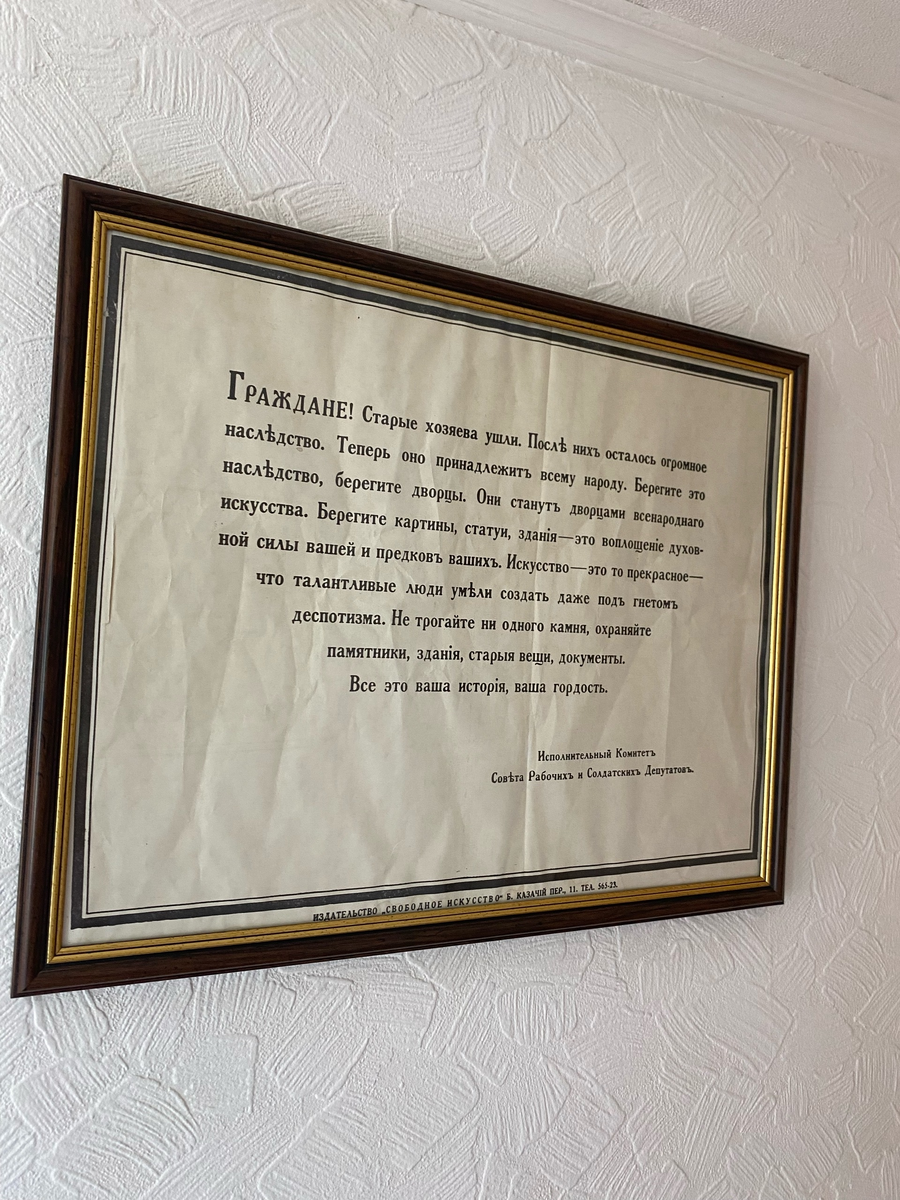 Граждане! Старые хозяева ушли. Послѣ нихъ осталось огромное
наслѣдство. Теперь оно принадлежитъ всему народу. Берегите это
наслѣдство, берегите дворцы. Они станутъ дворцами всенароднаго
искусства. Берегите картины, статуи, зданія—это воплощеніе духов-
ной силы вашей и предковъ вашихъ. Искусство—это то прекрасное—
что талантливые люди умѣли создать даже подъ гнетомъ
деспотизма. Не трогайте ни одного камня, охраняйте
памятники, зданія, старыя вещи, документы.
Все это ваша исторія, ваша гордость.
Исполнительный Комитетъ
Совѣта Рабочихъ и Солдатскихъ Депутатовъ.
ИЗДАТЕЛЬСТВО „СВОБОДНОЕ ИСКУССТВО“ Б. КАЗАЧІЙ ПЕР., 11. ТЕЛ. 565-23.